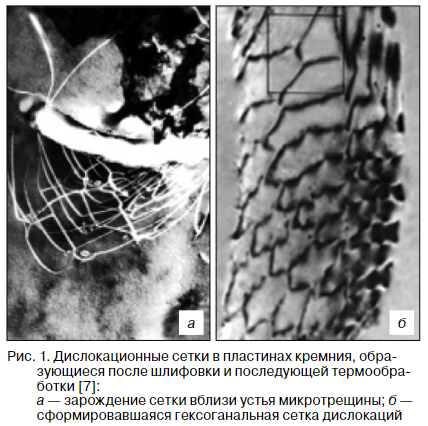 а
б
Рис. 1. Дислокационные сетки в пластинах кремния, обра-
зующиеся после шлифовки и последующей термообра-
ботки [7]:
а — зарождение сетки вблизи устья микротрещины; б —
сформировавшаяся гексоганальная сетка дислокаций